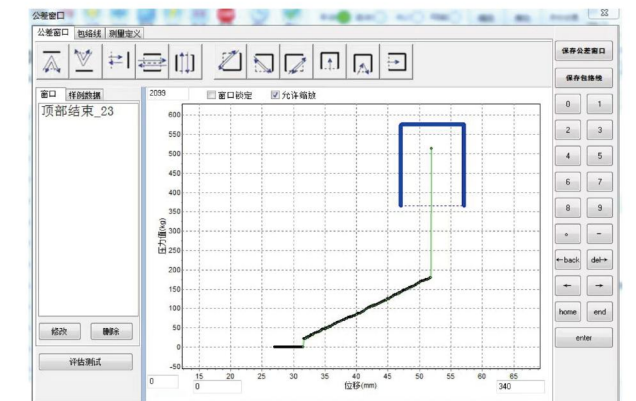 公差窗口
公差窗口 包络线 测量定义
保存公差窗口
保存包络线
窗口 样例数据
顶部结束_23
修改 删除
评估测试
2099 窗口锁定 允许缩放
压力值(kg)
600
550
500
450
400
350
300
250
200
150
100
50
0
-50
15 20 25 30 35 40 45 50 55 60 65
0 0 位移(mm) 340
0 1
2 3
4 5
6 7
8 9
。 -
←back del→
← →
home end
enter